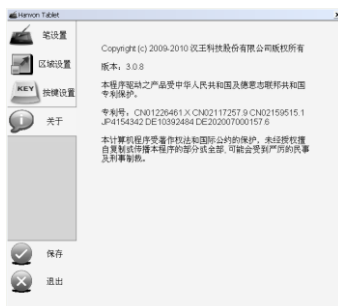 Hanvon Tablet
笔设置
区域设置
KEY
按键设置
关于
保存
退出
Copyright (c) 2009-2010 汉王科技股份有限公司版权所有
版本：3.0.8
本程序驱动之产品受中华人民共和国及德意志联邦共和国
专利保护。
专利号：CN01226461.X CN02117257.9 CN02159515.1
JP4154342 DE10392484 DE202007000157.6
本计算机程序受著作权法和国际公约的保护，未经授权擅
自复制或传播本程序的部分或全部，可能会受到严厉的民事
及刑事制裁。